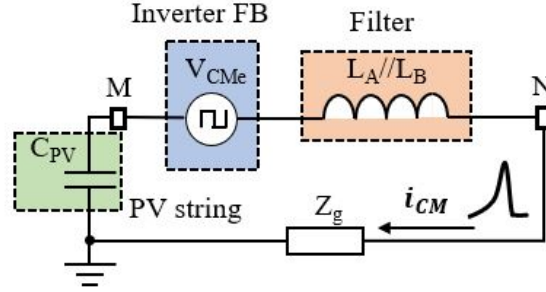 Inverter FB
Filter
V_CMe
L_A//L_B
M
N
C_PV
PV string
Z_g
i_CM